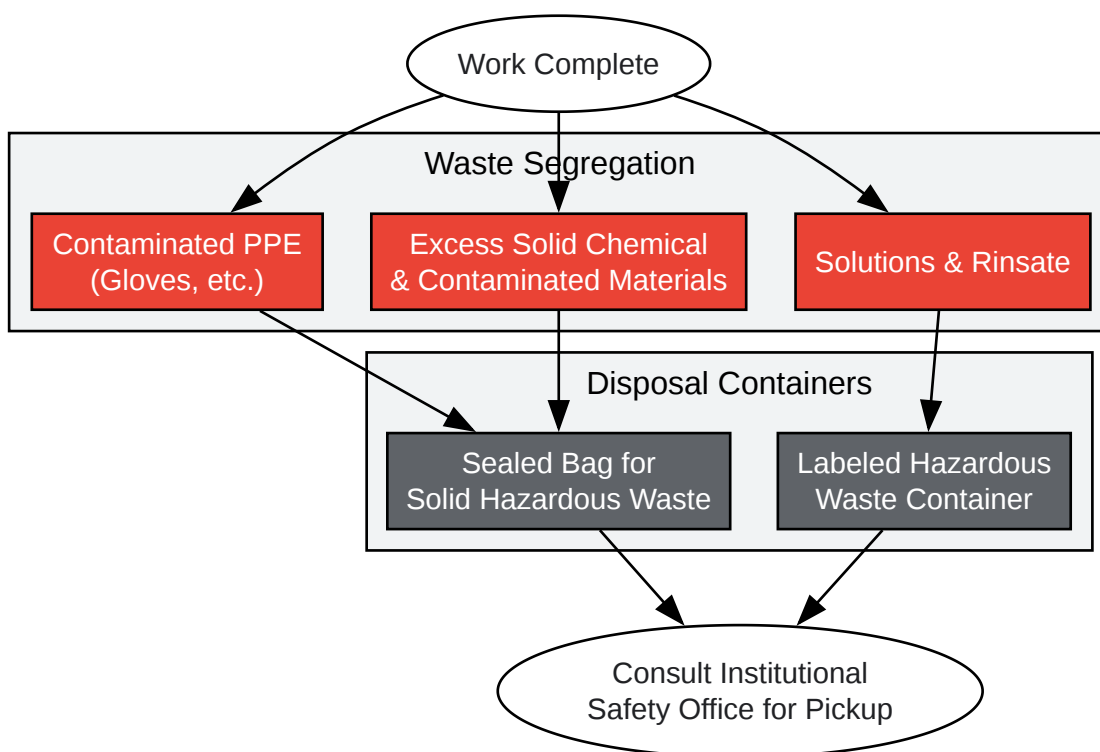 Work Complete
Waste Segregation
Contaminated PPE
(Gloves, etc.)
Excess Solid Chemical
& Contaminated Materials
Solutions & Rinsate
Disposal Containers
Sealed Bag for
Solid Hazardous Waste
Labeled Hazardous
Waste Container
Consult Institutional
Safety Office for Pickup